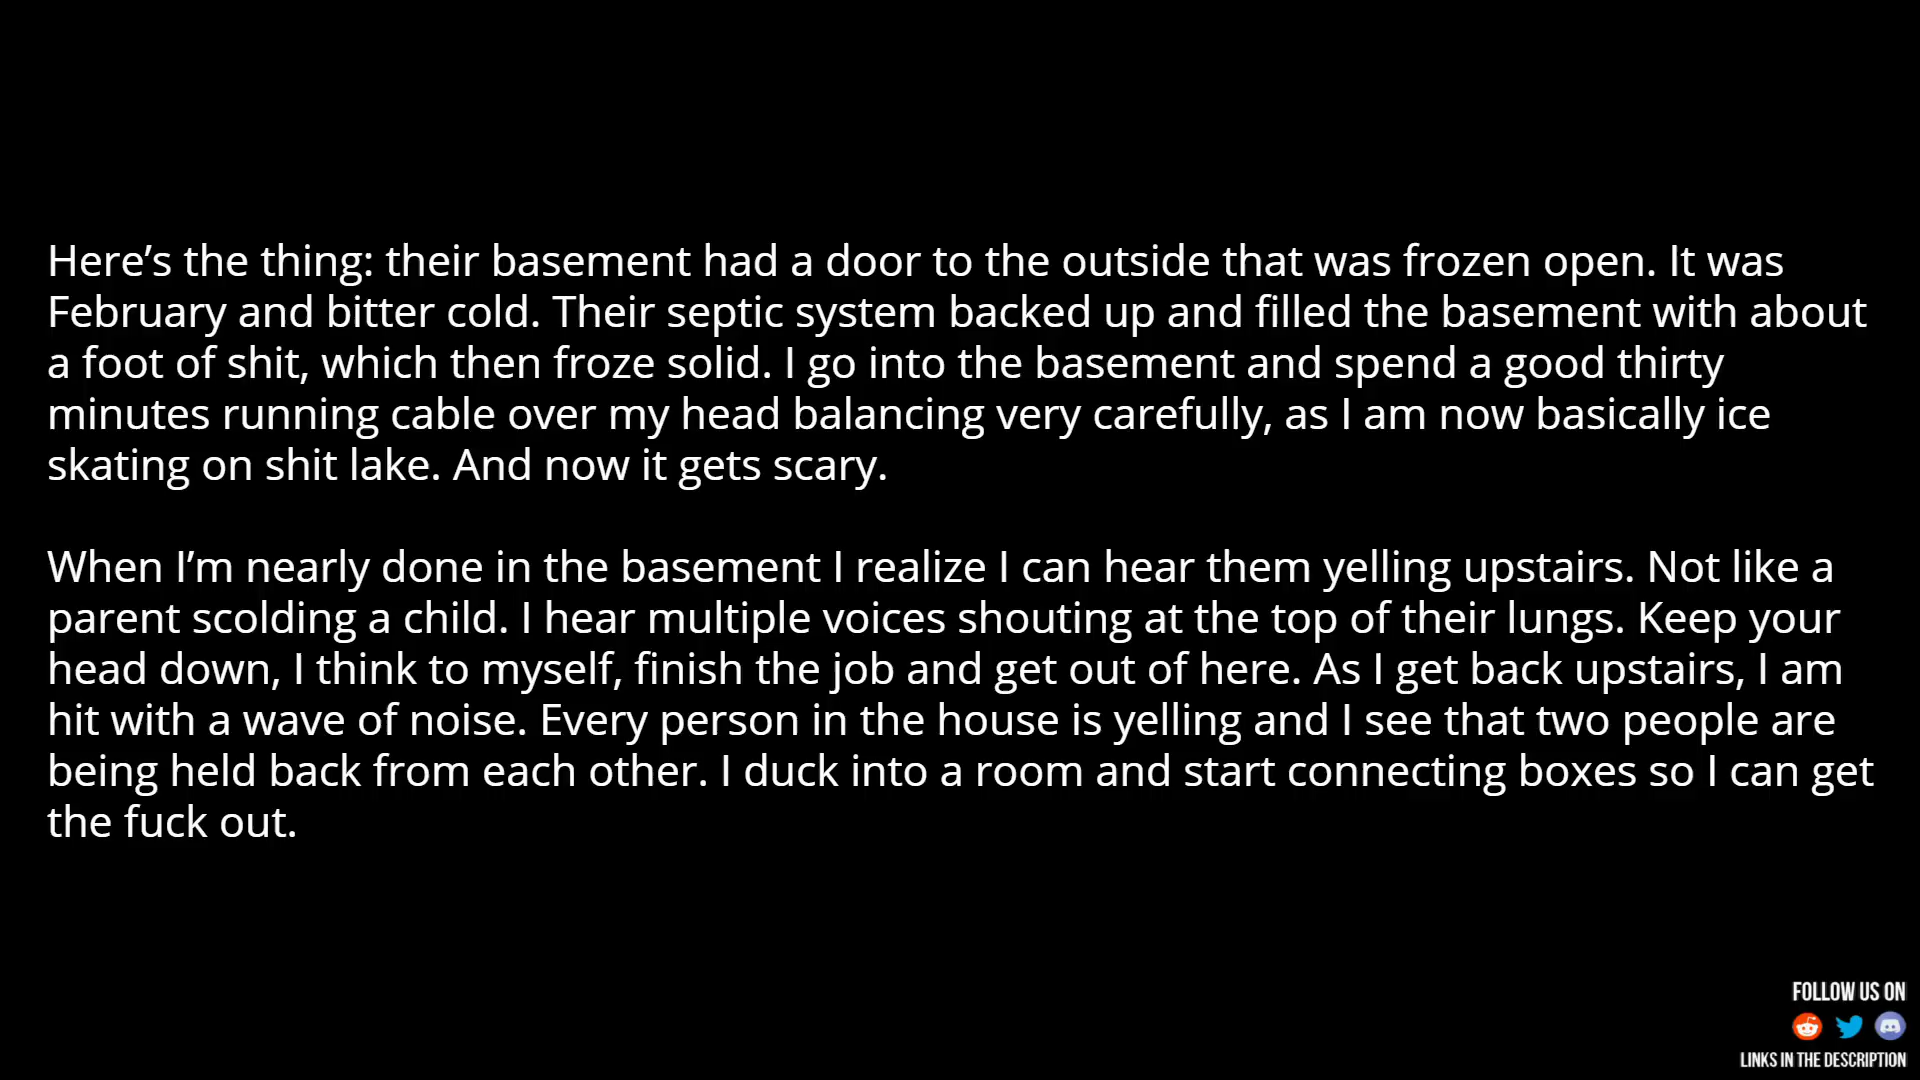 Here’s the thing: their basement had a door to the outside that was frozen open. It was
February and bitter cold. Their septic system backed up and filled the basement with about
a foot of shit, which then froze solid. I go into the basement and spend a good thirty
minutes running cable over my head balancing very carefully, as I am now basically ice
skating on shit lake. And now it gets scary.
When I’m nearly done in the basement I realize I can hear them yelling upstairs. Not like a
parent scolding a child. I hear multiple voices shouting at the top of their lungs. Keep your
head down, I think to myself, finish the job and get out of here. As I get back upstairs, I am
hit with a wave of noise. Every person in the house is yelling and I see that two people are
being held back from each other. I duck into a room and start connecting boxes so I can get
the fuck out.
FOLLOW US ON
LINKS IN THE DESCRIPTION